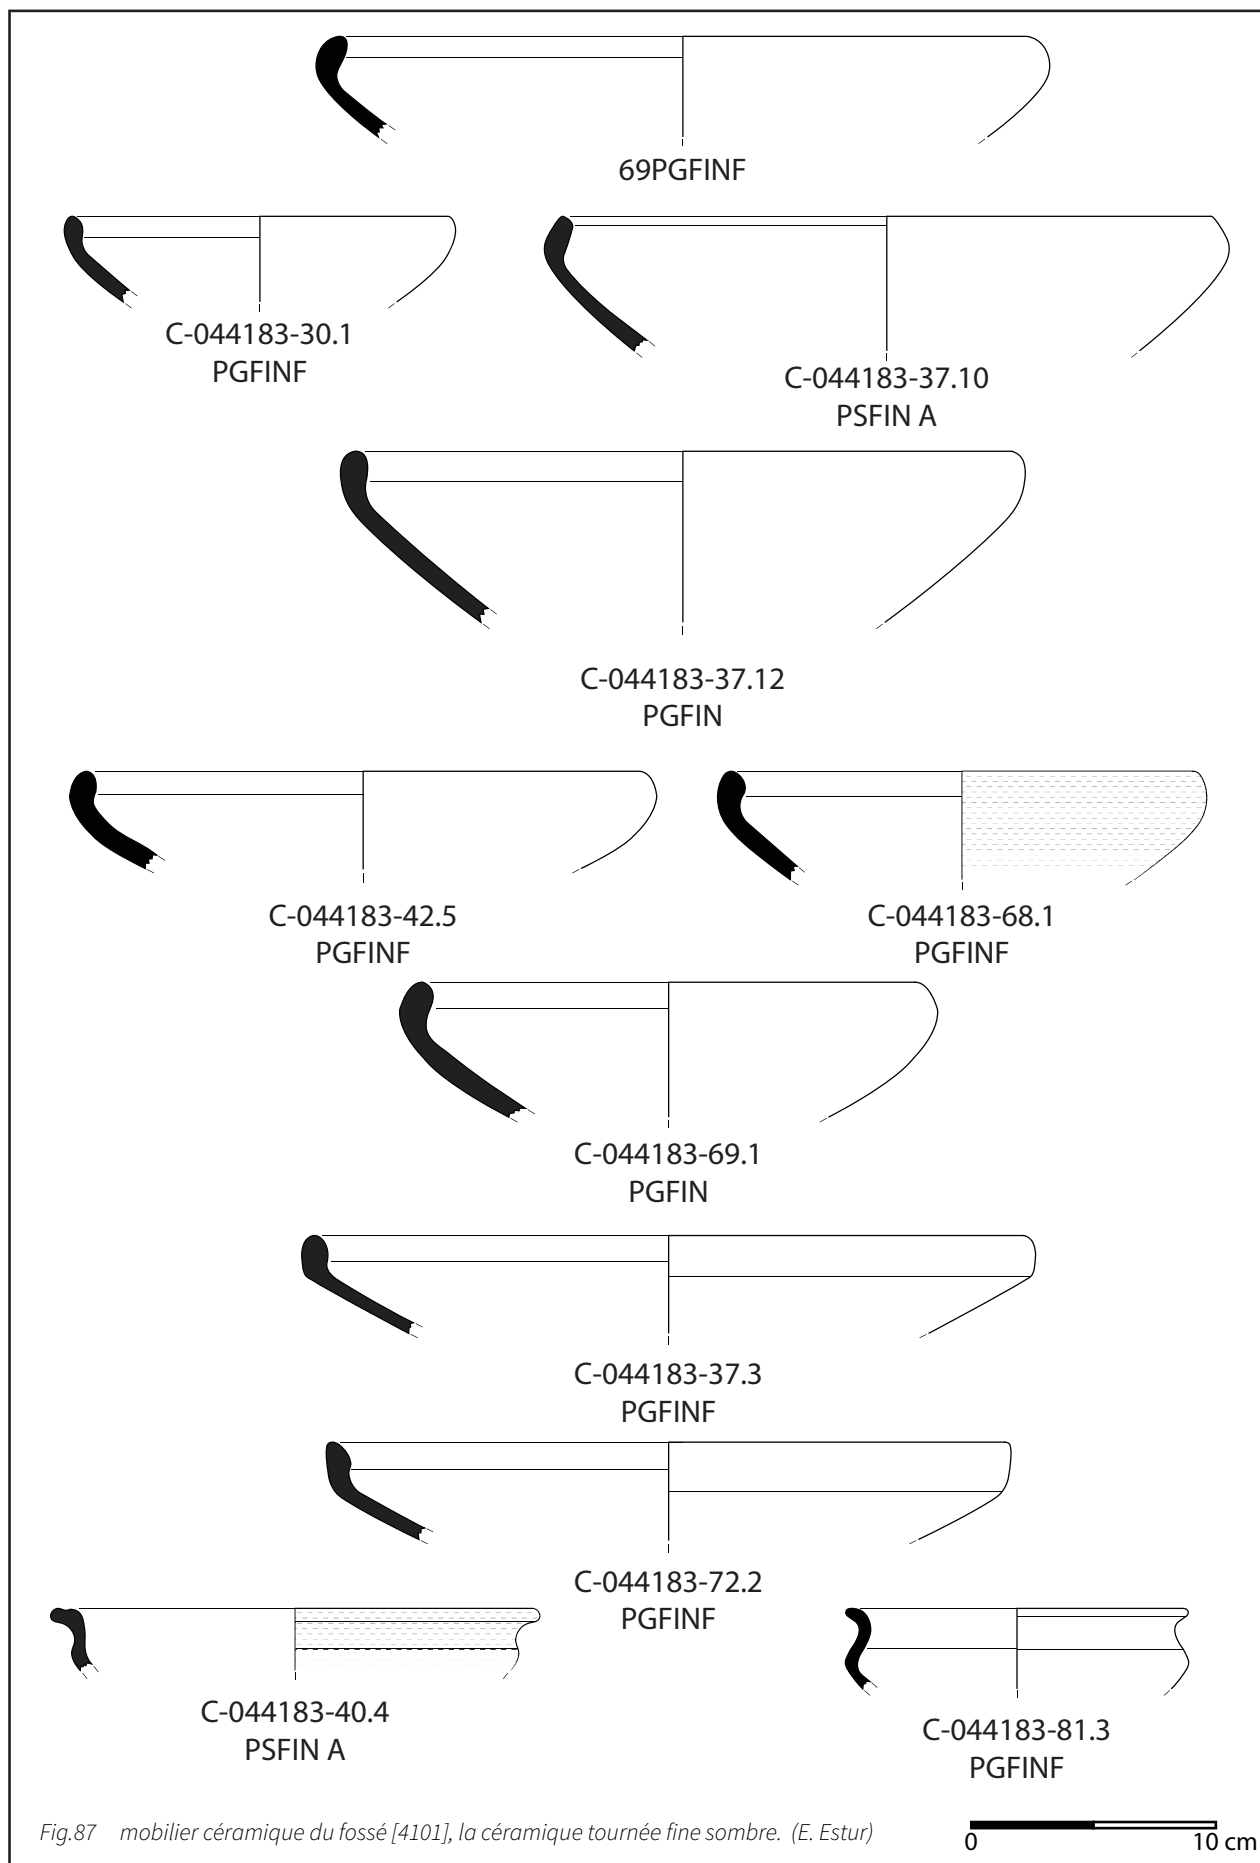 69PGFINF
C-044183-30.1
PGFINF
C-044183-37.10
PSFIN A
C-044183-37.12
PGFIN
C-044183-42.5
PGFINF
C-044183-68.1
PGFINF
C-044183-69.1
PGFIN
C-044183-37.3
PGFINF
C-044183-72.2
PGFINF
C-044183-40.4
PSFIN A
C-044183-81.3
PGFINF
Fig.87 mobilier céramique du fossé [4101], la céramique tournée fine sombre. (E. Estur)
0 10 cm